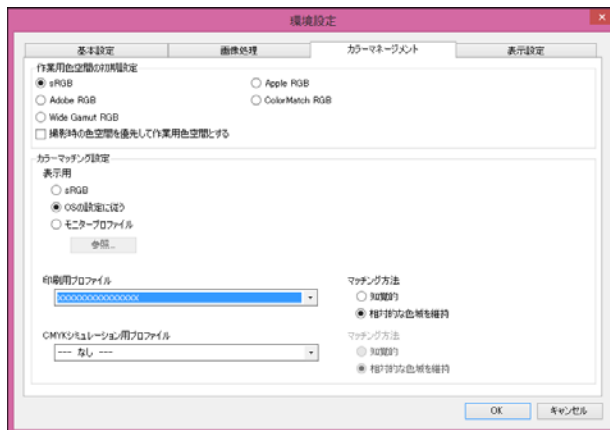 環境設定
基本設定 画像処理 カラーマネージメント 表示設定
作業用色空間の初期設定
sRGB Apple RGB
Adobe RGB ColorMatch RGB
Wide Gamut RGB
撮影時の色空間を優先して作業用色空間とする
カラーマッチング設定
表示用
sRGB
OSの設定に従う
モニタープロファイル
参照...
印刷用プロファイル マッチング方法
xxxxxxxxxxxxxxx 知覚的
相対的な色域を維持
CMYKシミュレーション用プロファイル マッチング方法
--- なし --- 知覚的
相対的な色域を維持
OK キャンセル